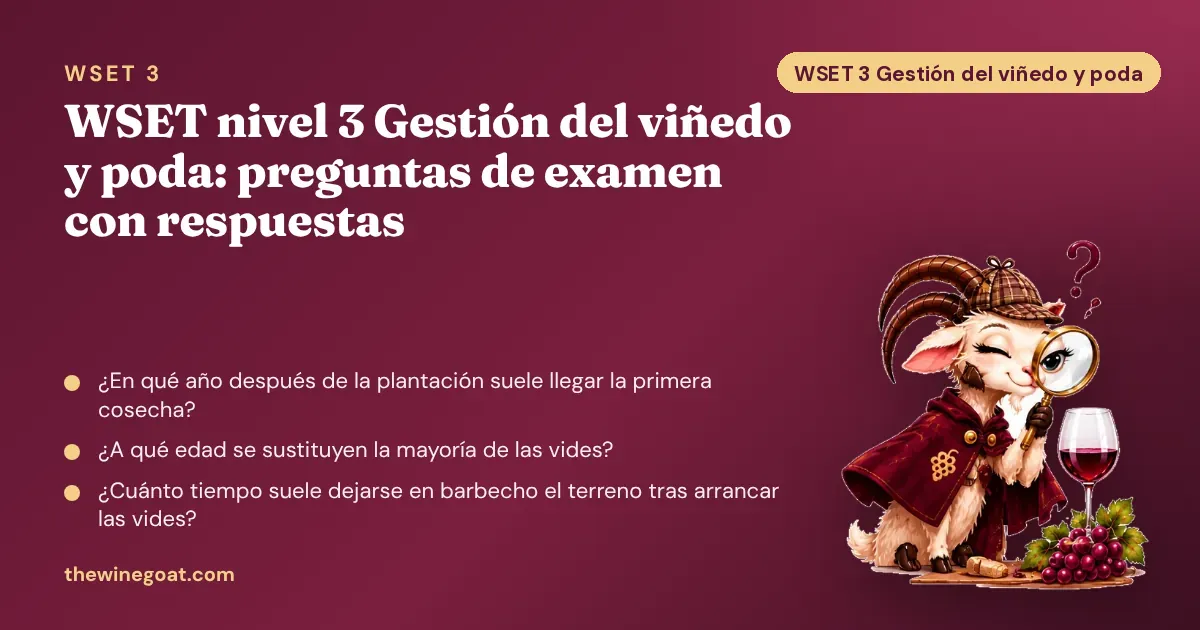 WSET 3
WSET 3 Gestión del viñedo y poda
WSET nivel 3 Gestión del viñedo
y poda: preguntas de examen
con respuestas
¿En qué año después de la plantación suele llegar la primera
cosecha?
¿A qué edad se sustituyen la mayoría de las vides?
¿Cuánto tiempo suele dejarse en barbecho el terreno tras arrancar
las vides?
thewinegoat.com